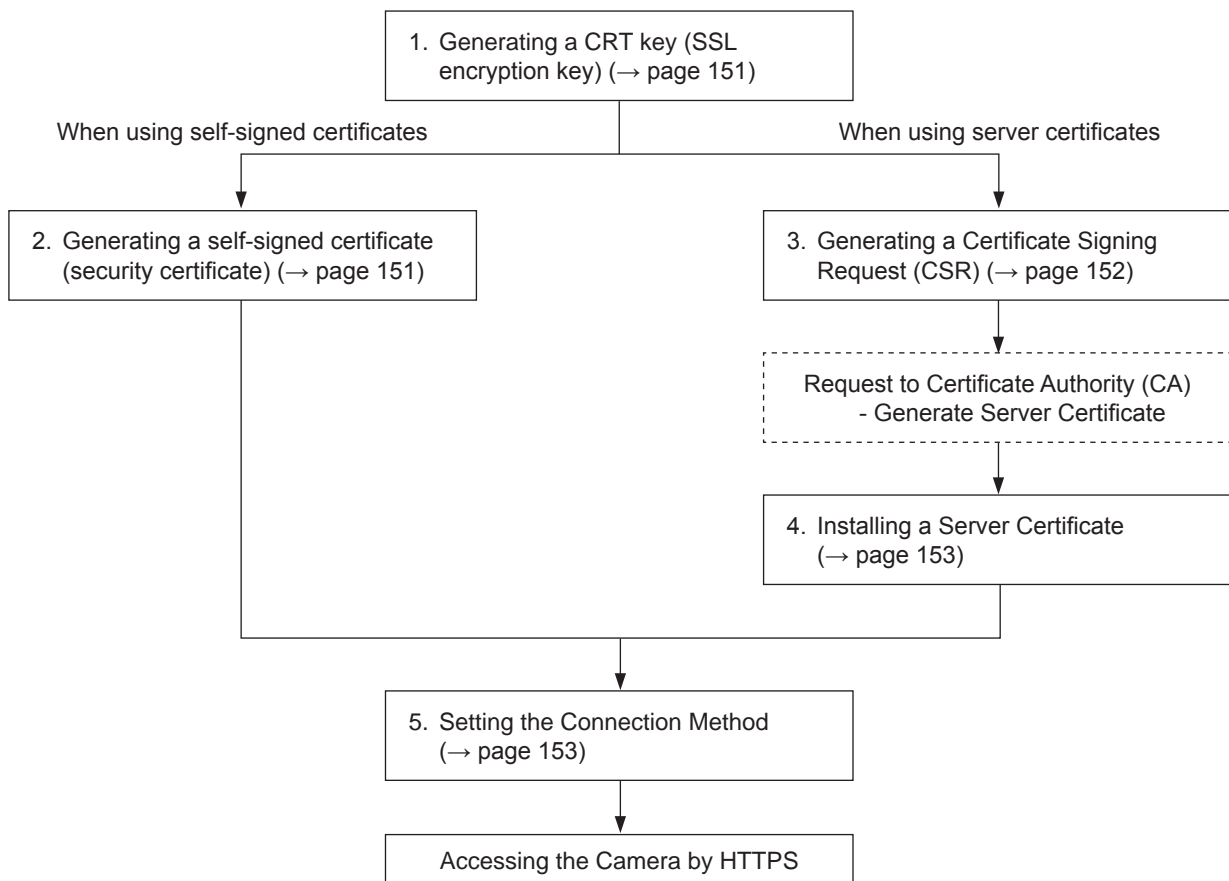 1. Generating a CRT key (SSL
encryption key) (→ page 151)
When using self-signed certificates
When using server certificates
2. Generating a self-signed certificate
(security certificate) (→ page 151)
3. Generating a Certificate Signing
Request (CSR) (→ page 152)
Request to Certificate Authority (CA)
- Generate Server Certificate
4. Installing a Server Certificate
(→ page 153)
5. Setting the Connection Method
(→ page 153)
Accessing the Camera by HTTPS